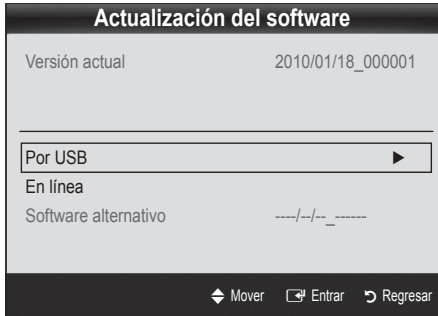 Actualización del software
Versión actual 2010/01/18_000001
Por USB ►
En línea
Software alternativo ----/--/--_------
Mover Entrar Regresar